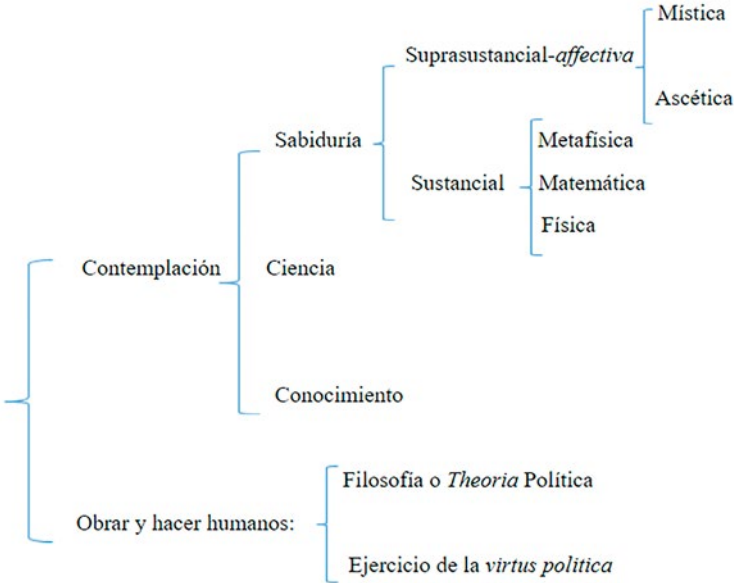 Mística
Suprasustancial-affectiva
Ascética
Sabiduría
Metafísica
Sustancial
Matemática
Física
Contemplación
Ciencia
Conocimiento
Filosofía o Theoria Política
Obrar y hacer humanos:
Ejercicio de la virtus politica